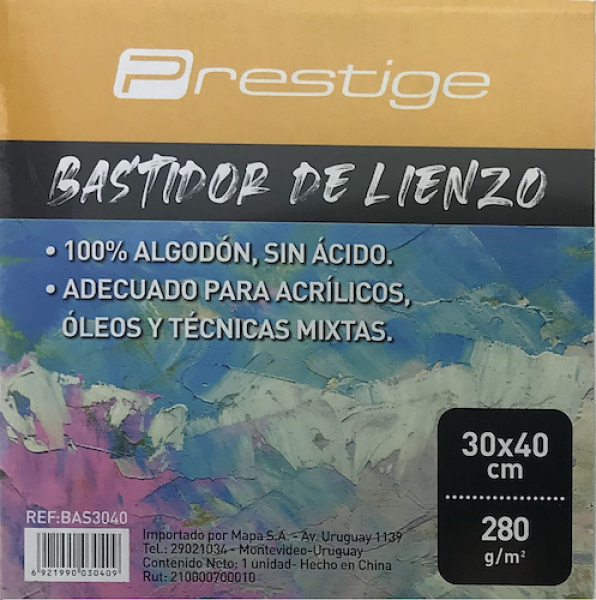 Prestige
BASTIDOR DE LIENZO
• 100% ALGODÓN, SIN ÁCIDO.
• ADECUADO PARA ACRÍLICOS,
ÓLEOS Y TÉCNICAS MIXTAS.
30x40
cm
280
g/m²
REF:BAS3040
6 921990 030409
Importado por Mapa S.A. - Av. Uruguay 1139
Tel.: 29021034 - Montevideo-Uruguay
Contenido Neto: 1 unidad- Hecho en China
Rut: 210000700010